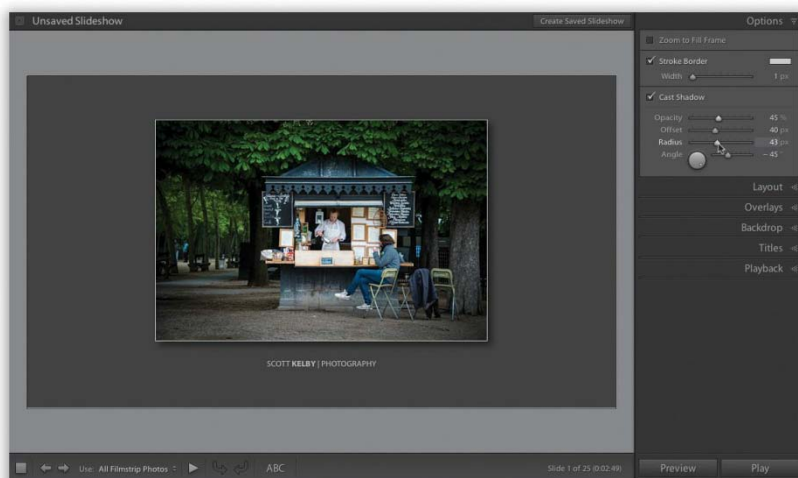 Unsaved Slideshow
Create Saved Slideshow
SCOTT KELBY | PHOTOGRAPHY
Use: All Filmstrip Photos
ABC
Slide 1 of 25 (0:02:49)
Options
Zoom to Fill Frame
Stroke Border
Width 1 px
Cast Shadow
Opacity 45 %
Offset 40 px
Radius 43 px
Angle – 45
Layout
Overlays
Backdrop
Titles
Playback
Preview
Play